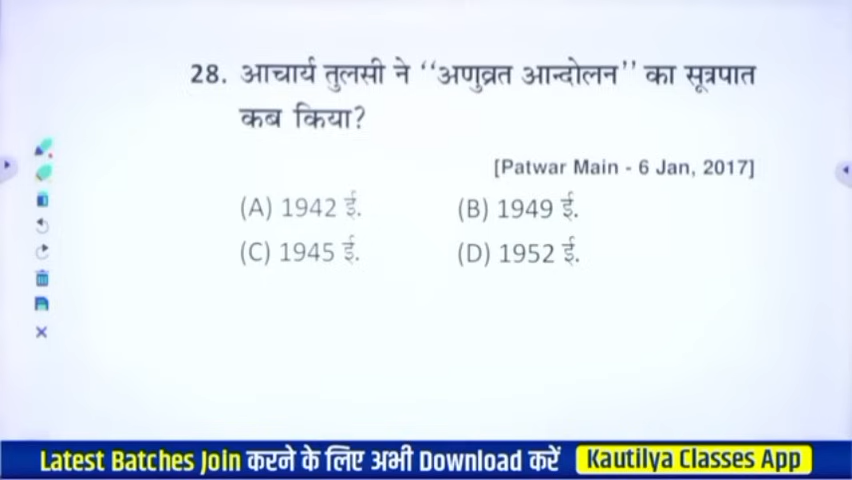 28. आचार्य तुलसी ने ‘‘अणुव्रत आन्दोलन’’ का सूत्रपात
कब किया?
[Patwar Main - 6 Jan, 2017]
(A) 1942 ई. (B) 1949 ई.
(C) 1945 ई. (D) 1952 ई.
Latest Batches Join करने के लिए अभी Download करें Kautilya Classes App